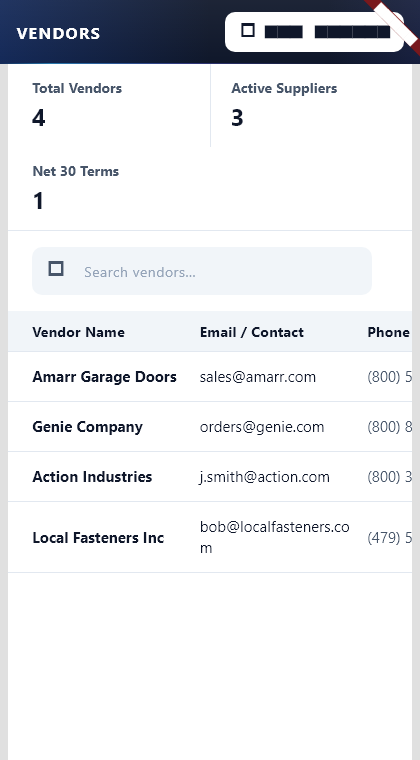 VENDORS
Total Vendors
4
Active Suppliers
3
Net 30 Terms
1
Search vendors...
Vendor Name Email / Contact Phone
Amarr Garage Doors sales@amarr.com (800) 5
Genie Company orders@genie.com (800) 8
Action Industries j.smith@action.com (800) 3
Local Fasteners Inc bob@localfasteners.co
m (479) 5